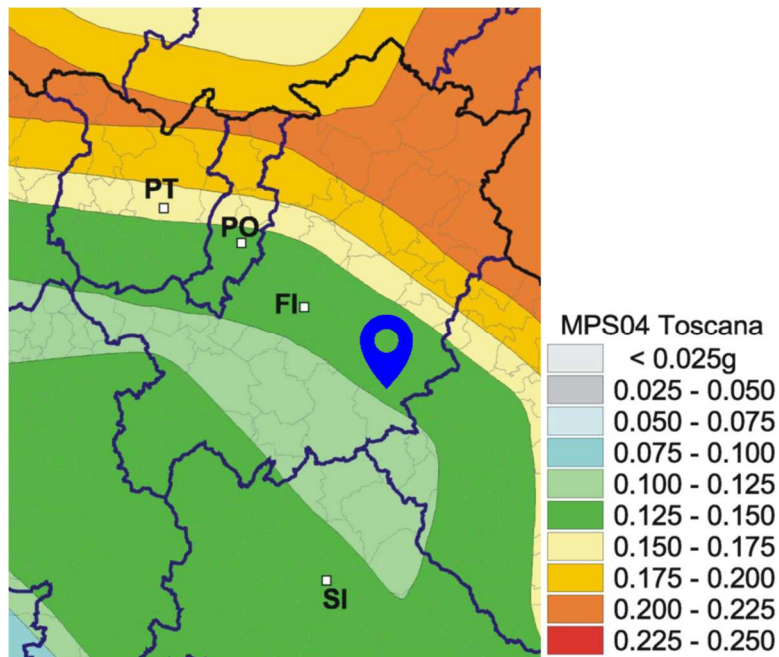 PT
PO
FI
SI
MPS04 Toscana
< 0.025g
0.025 - 0.050
0.050 - 0.075
0.075 - 0.100
0.100 - 0.125
0.125 - 0.150
0.150 - 0.175
0.175 - 0.200
0.200 - 0.225
0.225 - 0.250